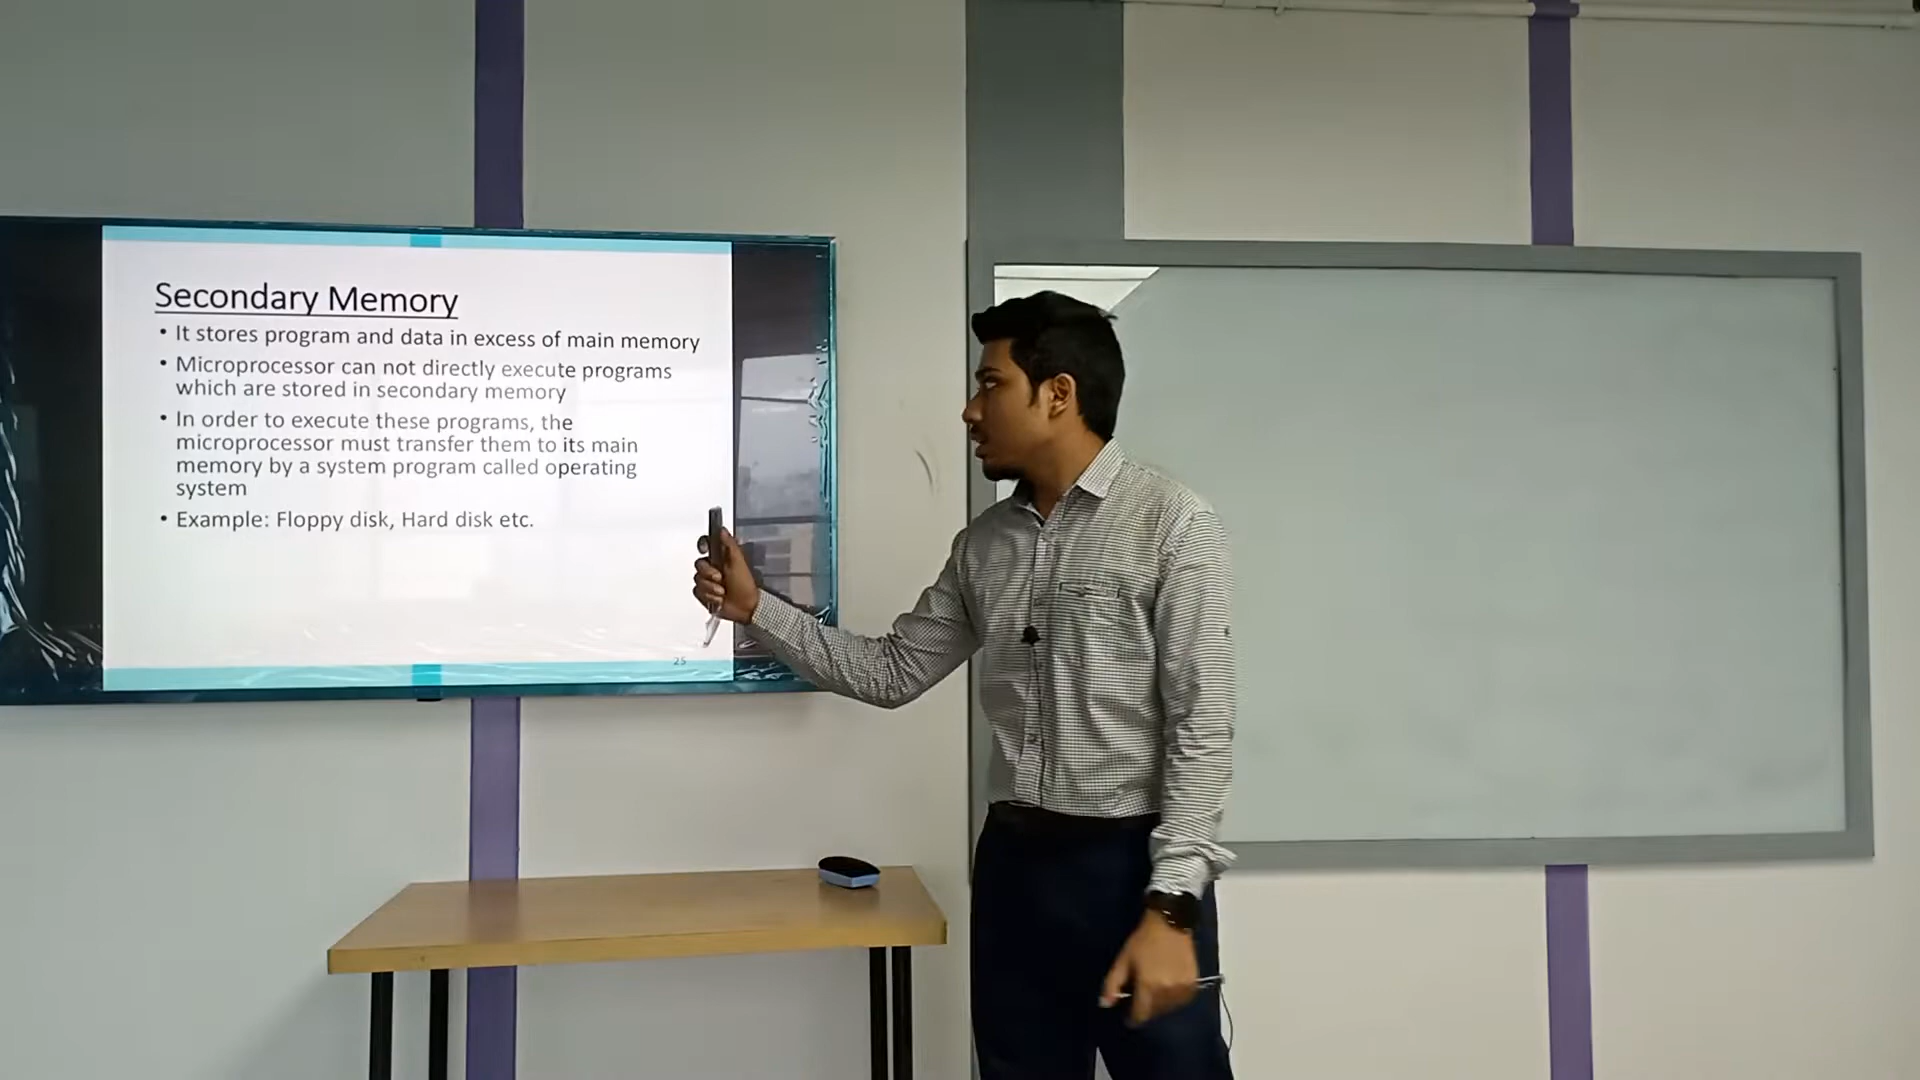 Secondary Memory
• It stores program and data in excess of main memory
• Microprocessor can not directly execute programs
which are stored in secondary memory
• In order to execute these programs, the
microprocessor must transfer them to its main
memory by a system program called operating
system
• Example: Floppy disk, Hard disk etc.
25